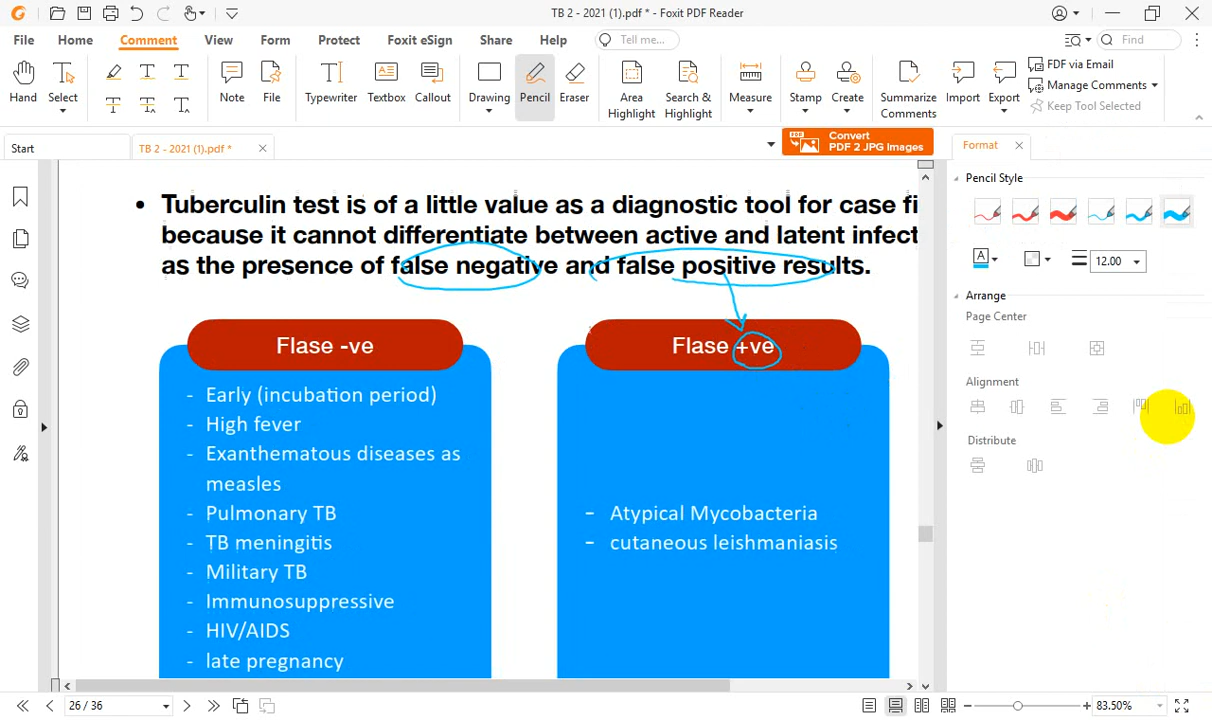 TB 2 - 2021 (1).pdf * - Foxit PDF Reader
File Home Comment View Form Protect Foxit eSign Share Help Tell me... Find
Hand Select Note File Typewriter Textbox Callout Drawing Pencil Eraser Area Highlight Search & Highlight Measure Stamp Create Summarize Comments Import Export
PDF via Email
Manage Comments
Keep Tool Selected
Start TB 2 - 2021 (1).pdf *
Convert
PDF 2 JPG Images
Format
Pencil Style
12.00
Arrange
Page Center
Alignment
Distribute
• Tuberculin test is of a little value as a diagnostic tool for case fi
because it cannot differentiate between active and latent infect
as the presence of false negative and false positive results.
Flase -ve
- Early (incubation period)
- High fever
- Exanthematous diseases as
measles
- Pulmonary TB
- TB meningitis
- Military TB
- Immunosuppressive
- HIV/AIDS
- late pregnancy
Flase +ve
- Atypical Mycobacteria
- cutaneous leishmaniasis
26 / 36
83.50%